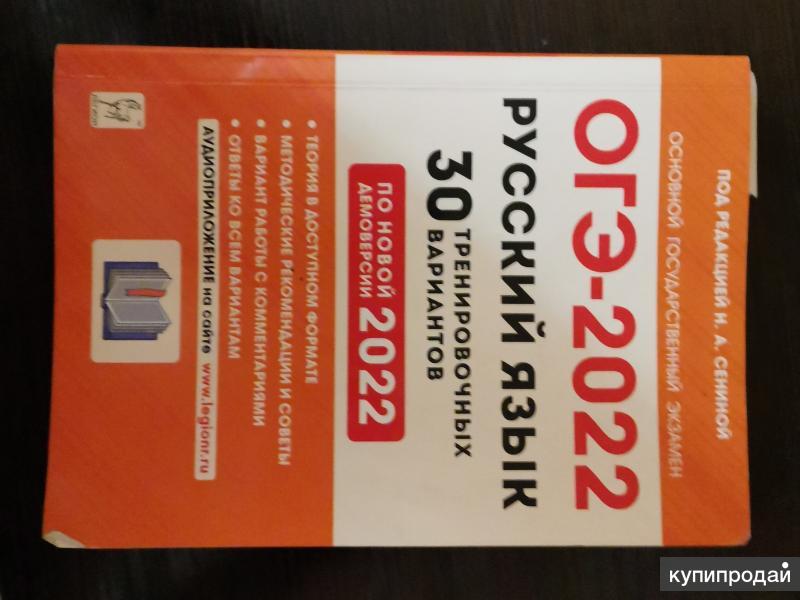 ПОД РЕДАКЦИЕЙ Н. А. СЕНИНОЙ
ОСНОВНОЙ ГОСУДАРСТВЕННЫЙ ЭКЗАМЕН
ОГЭ-2022
РУССКИЙ ЯЗЫК
30 ТРЕНИРОВОЧНЫХ
ВАРИАНТОВ
ПО НОВОЙ
ДЕМОВЕРСИИ 2022
• ТЕОРИЯ В ДОСТУПНОМ ФОРМАТЕ
• МЕТОДИЧЕСКИЕ РЕКОМЕНДАЦИИ И СОВЕТЫ
• ВАРИАНТ РАБОТЫ С КОММЕНТАРИЯМИ
• ОТВЕТЫ КО ВСЕМ ВАРИАНТАМ
АУДИОПРИЛОЖЕНИЕ на сайте www.legionr.ru
купипродай